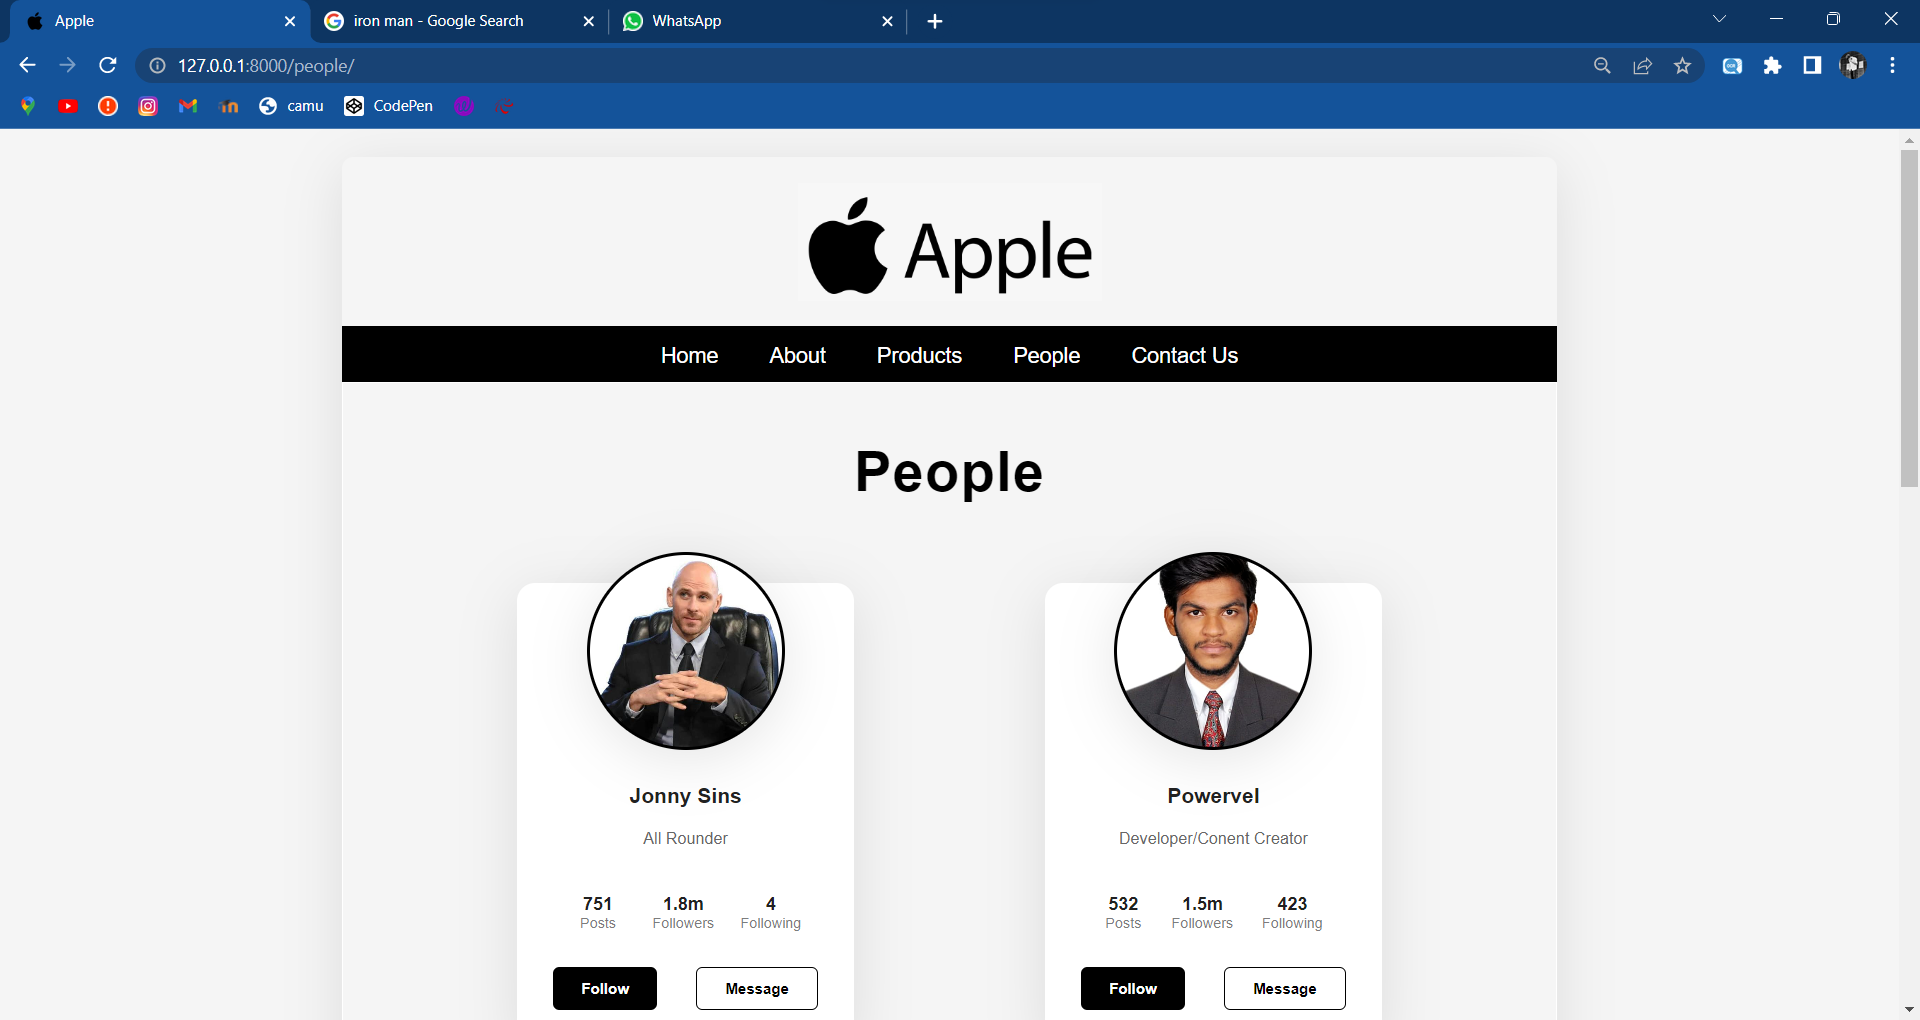 Apple
iron man - Google Search
WhatsApp
127.0.0.1:8000/people/
camu
CodePen
Apple
Home About Products People Contact Us
People
Jonny Sins
All Rounder
751 1.8m 4
Posts Followers Following
Follow Message
Powervel
Developer/Conent Creator
532 1.5m 423
Posts Followers Following
Follow Message